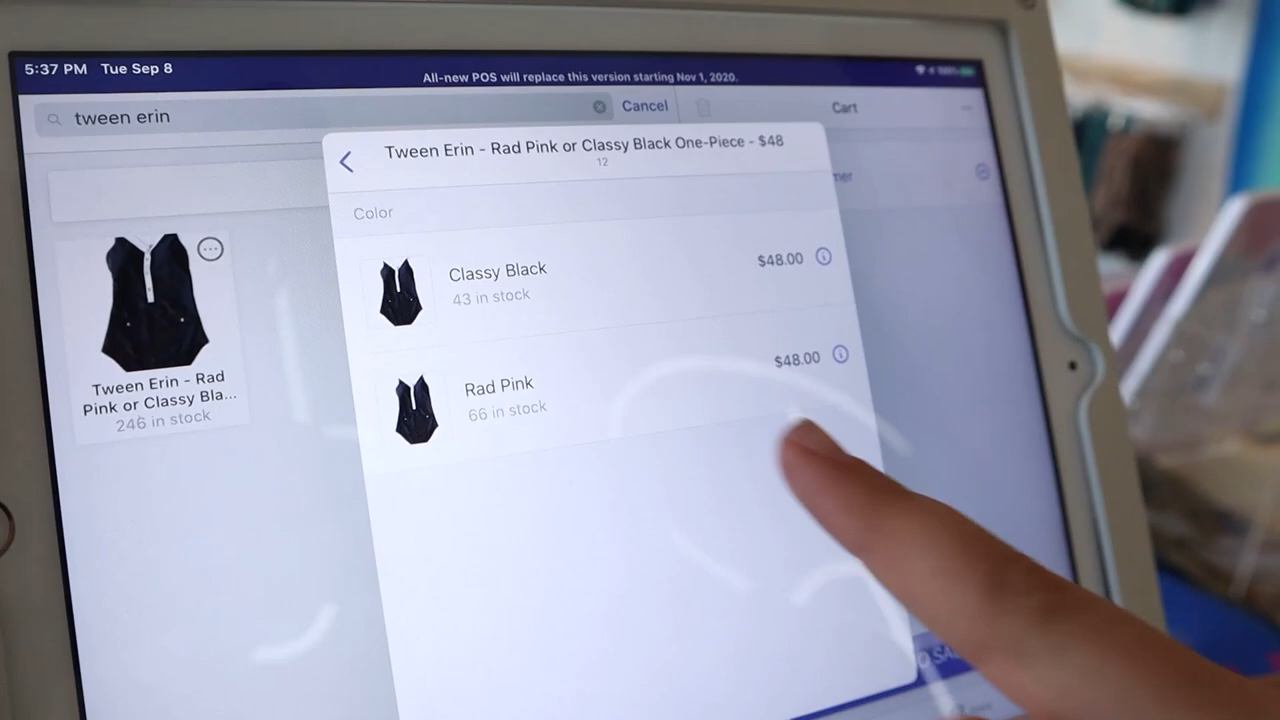 5:37 PM Tue Sep 8
All-new POS will replace this version starting Nov 1, 2020.
tween erin
Cancel
Cart
Tween Erin - Rad Pink or Classy Black One-Piece - $48
12
Color
Classy Black
43 in stock
$48.00
Rad Pink
66 in stock
$48.00
Tween Erin - Rad
Pink or Classy Bla...
246 in stock